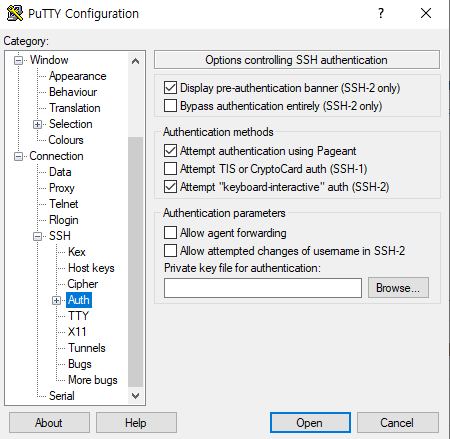 PuTTY Configuration
?
Category:
Window
Appearance
Behaviour
Translation
Selection
Colours
Connection
Data
Proxy
Telnet
Rlogin
SSH
Kex
Host keys
Cipher
Auth
TTY
X11
Tunnels
Bugs
More bugs
Serial
Options controlling SSH authentication
Display pre-authentication banner (SSH-2 only)
Bypass authentication entirely (SSH-2 only)
Authentication methods
Attempt authentication using Pageant
Attempt TIS or CryptoCard auth (SSH-1)
Attempt "keyboard-interactive" auth (SSH-2)
Authentication parameters
Allow agent forwarding
Allow attempted changes of username in SSH-2
Private key file for authentication:
Browse...
About
Help
Open
Cancel